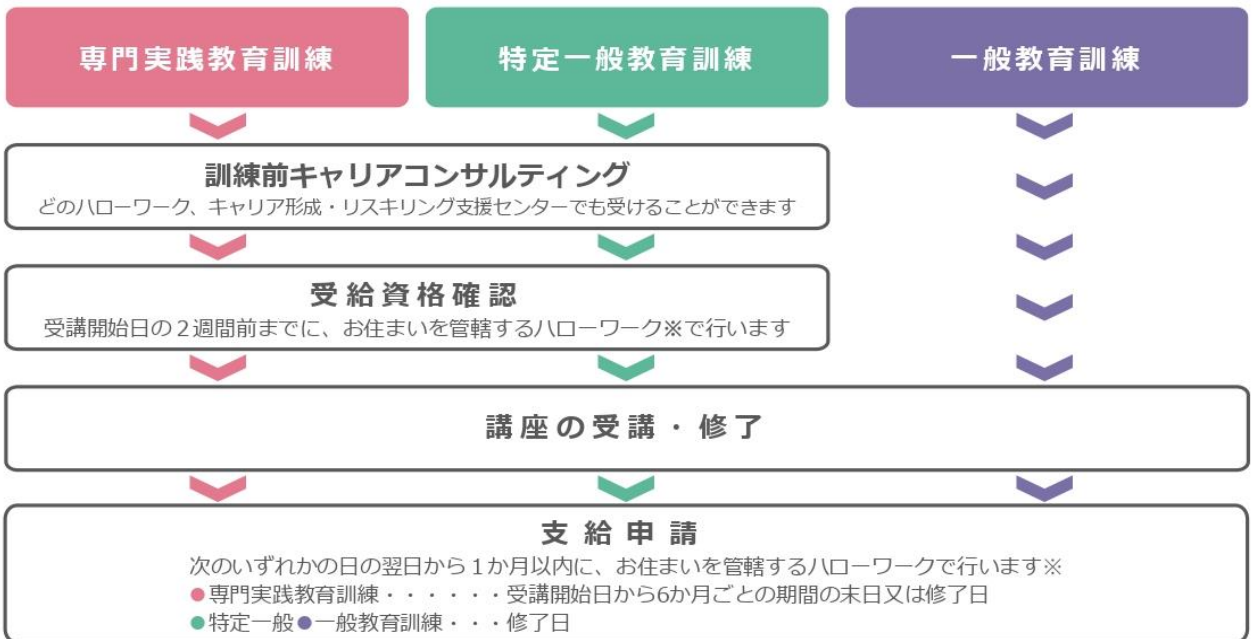 専門実践教育訓練
特定一般教育訓練
一般教育訓練
訓練前キャリアコンサルティング
どのハローワーク、キャリア形成・リスキリング支援センターでも受けることができます
受給資格確認
受講開始日の２週間前までに、お住まいを管轄するハローワーク※で行います
講座の受講・修了
支給申請
次のいずれかの日の翌日から１か月以内に、お住まいを管轄するハローワークで行います※
●専門実践教育訓練・・・・・・受講開始日から6か月ごとの期間の末日又は修了日
●特定一般●一般教育訓練・・・修了日